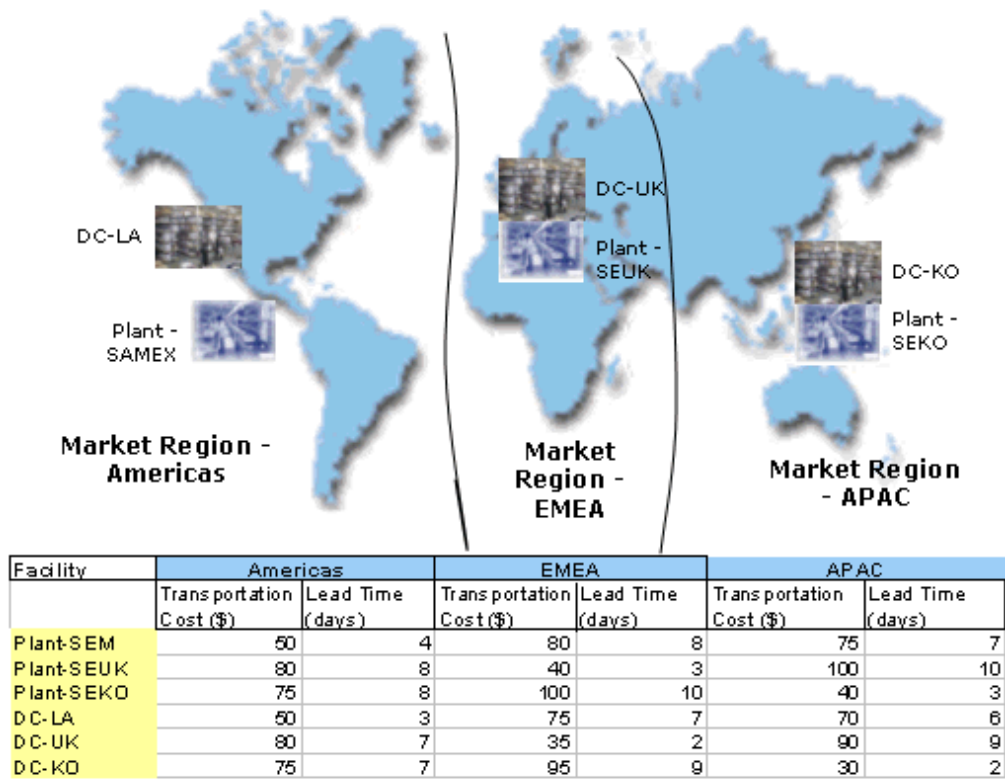 DC-LA
Plant -
SAMEX
DC-UK
Plant -
SEUK
DC-KO
Plant -
SEKO
Market Region -
Americas
Market
Region -
EMEA
Market Region
- APAC
Facility Americas EMEA APAC
Transportation Lead Time Transportation Lead Time Transportation Lead Time
Cost ($) (days) Cost ($) (days) Cost ($) (days)
Plant-SEM 50 4 80 8 75 7
Plant-SEUK 80 8 40 3 100 10
Plant-SEKO 75 8 100 10 40 3
DC-LA 50 3 75 7 70 6
DC-UK 80 7 35 2 90 9
DC-KO 75 7 95 9 30 2